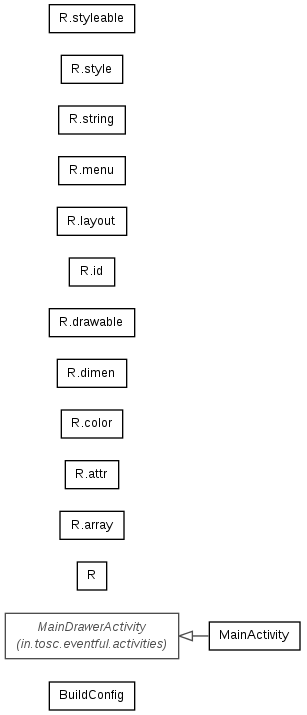 R.styleable
R.style
R.string
R.menu
R.layout
R.id
R.drawable
R.dimen
R.color
R.attr
R.array
R
MainDrawerActivity
(in.tosc.eventful.activities)
MainActivity
BuildConfig